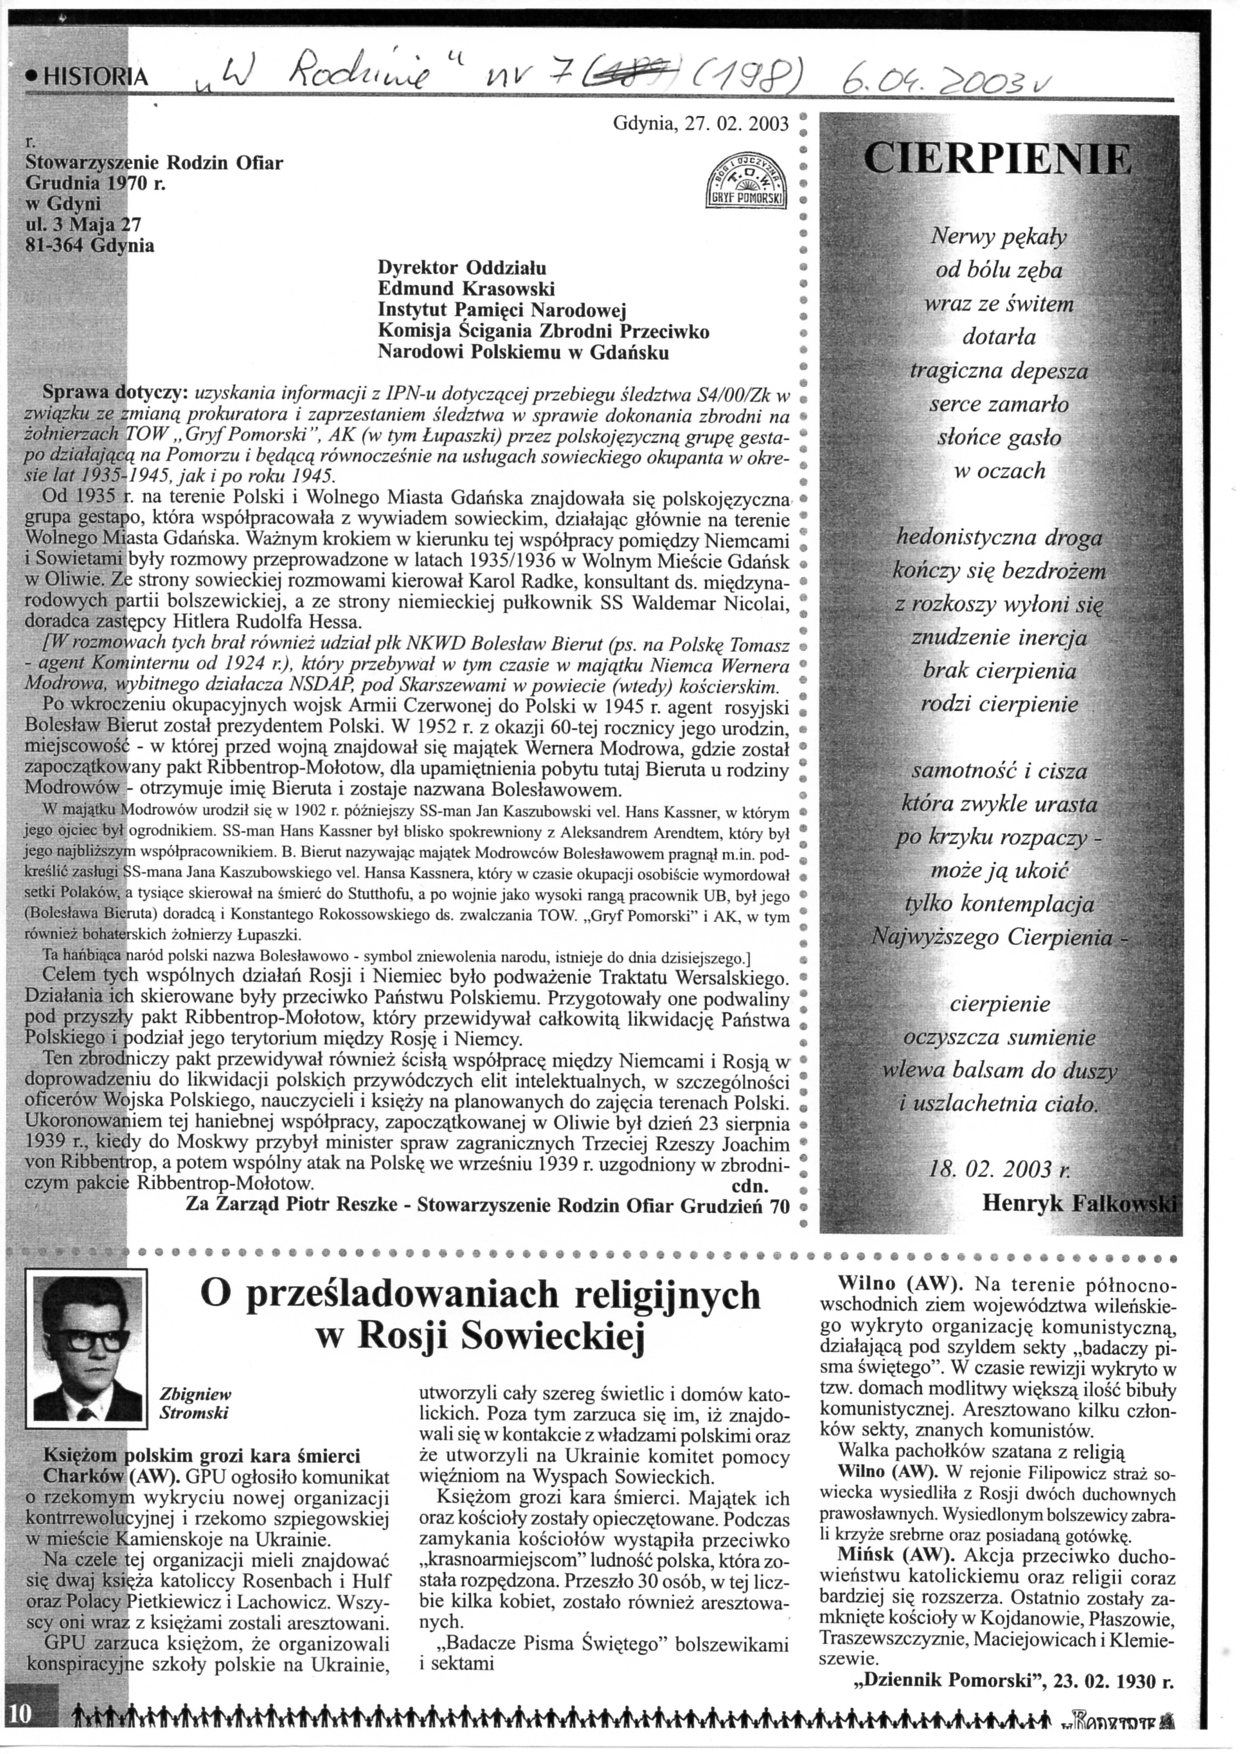 • HISTORIA
„W Rodzinie" nr 7 (189) (198) 6.04.2003 r
Gdynia, 27. 02. 2003
r.
Stowarzyszenie Rodzin Ofiar
Grudnia 1970 r.
w Gdyni
ul. 3 Maja 27
81-364 Gdynia
BÓG I OJCZYZNA
T.O.W.
GRYF POMORSKI
Dyrektor Oddziału
Edmund Krasowski
Instytut Pamięci Narodowej
Komisja Ścigania Zbrodni Przeciwko
Narodowi Polskiemu w Gdańsku
Sprawa dotyczy: uzyskania informacji z IPN-u dotyczącej przebiegu śledztwa S4/00/Zk w
związku ze zmianą prokuratora i zaprzestaniem śledztwa w sprawie dokonania zbrodni na
żołnierzach TOW „Gryf Pomorski”, AK (w tym Łupaszki) przez polskojęzyczną grupę gesta-
po działającą na Pomorzu i będącą równocześnie na usługach sowieckiego okupanta w okre-
sie lat 1935-1945, jak i po roku 1945.
Od 1935 r. na terenie Polski i Wolnego Miasta Gdańska znajdowała się polskojęzyczna
grupa gestapo, która współpracowała z wywiadem sowieckim, działając głównie na terenie
Wolnego Miasta Gdańska. Ważnym krokiem w kierunku tej współpracy pomiędzy Niemcami
i Sowietami były rozmowy przeprowadzone w latach 1935/1936 w Wolnym Mieście Gdańsk
w Oliwie. Ze strony sowieckiej rozmowami kierował Karol Radke, konsultant ds. międzyna-
rodowych partii bolszewickiej, a ze strony niemieckiej pułkownik SS Waldemar Nicolai,
doradca zastępcy Hitlera Rudolfa Hessa.
[W rozmowach tych brał również udział płk NKWD Bolesław Bierut (ps. na Polskę Tomasz
- agent Kominternu od 1924 r.), który przebywał w tym czasie w majątku Niemca Wernera
Modrowa, wybitnego działacza NSDAP, pod Skarszewami w powiecie (wtedy) kościerskim.
Po wkroczeniu okupacyjnych wojsk Armii Czerwonej do Polski w 1945 r. agent rosyjski
Bolesław Bierut został prezydentem Polski. W 1952 r. z okazji 60-tej rocznicy jego urodzin,
miejscowość - w której przed wojną znajdował się majątek Wernera Modrowa, gdzie został
zapoczątkowany pakt Ribbentrop-Mołotow, dla upamiętnienia pobytu tutaj Bieruta u rodziny
Modrowów - otrzymuje imię Bieruta i zostaje nazwana Bolesławowem.
W majątku Modrowów urodził się w 1902 r. późniejszy SS-man Jan Kaszubowski vel. Hans Kassner, w którym
jego ojciec był ogrodnikiem. SS-man Hans Kassner był blisko spokrewniony z Aleksandrem Arendtem, który był
jego najbliższym współpracownikiem. B. Bierut nazywając majątek Modrowców Bolesławowem pragnął m.in. pod-
kreślić zasługi SS-mana Jana Kaszubowskiego vel. Hansa Kassnera, który w czasie okupacji osobiście wymordował
setki Polaków, a tysiące skierował na śmierć do Stutthofu, a po wojnie jako wysoki rangą pracownik UB, był jego
(Bolesława Bieruta) doradcą i Konstantego Rokossowskiego ds. zwalczania TOW. „Gryf Pomorski” i AK, w tym
również bohaterskich żołnierzy Łupaszki.
Ta hańbiąca naród polski nazwa Bolesławowo - symbol zniewolenia narodu, istnieje do dnia dzisiejszego.]
Celem tych wspólnych działań Rosji i Niemiec było podważenie Traktatu Wersalskiego.
Działania ich skierowane były przeciwko Państwu Polskiemu. Przygotowały one podwaliny
pod przyszły pakt Ribbentrop-Mołotow, który przewidywał całkowitą likwidację Państwa
Polskiego i podział jego terytorium między Rosję i Niemcy.
Ten zbrodniczy pakt przewidywał również ścisłą współpracę między Niemcami i Rosją w
doprowadzeniu do likwidacji polskich przywódczych elit intelektualnych, w szczególności
oficerów Wojska Polskiego, nauczycieli i księży na planowanych do zajęcia terenach Polski.
Ukoronowaniem tej haniebnej współpracy, zapoczątkowanej w Oliwie był dzień 23 sierpnia
1939 r., kiedy do Moskwy przybył minister spraw zagranicznych Trzeciej Rzeszy Joachim
von Ribbentrop, a potem wspólny atak na Polskę we wrześniu 1939 r. uzgodniony w zbrodni-
czym pakcie Ribbentrop-Mołotow. cdn.
Za Zarząd Piotr Reszke - Stowarzyszenie Rodzin Ofiar Grudzień 70
CIERPIENIE
Nerwy pękały
od bólu zęba
wraz ze świtem
dotarła
tragiczna depesza
serce zamarło
słońce gasło
w oczach
hedonistyczna droga
kończy się bezdrożem
z rozkoszy wyłoni się
znudzenie inercja
brak cierpienia
rodzi cierpienie
samotność i cisza
która zwykle urasta
po krzyku rozpaczy -
może ją ukoić
tylko kontemplacja
Najwyższego Cierpienia -
cierpienie
oczyszcza sumienie
wlewa balsam do duszy
i uszlachetnia ciało.
18. 02. 2003 r.
Henryk Fałkowski
O prześladowaniach religijnych
w Rosji Sowieckiej
Zbigniew
Stromski
Księżom polskim grozi kara śmierci
Charków (AW). GPU ogłosiło komunikat
o rzekomym wykryciu nowej organizacji
kontrrewolucyjnej i rzekomo szpiegowskiej
w mieście Kamienskoje na Ukrainie.
Na czele tej organizacji mieli znajdować
się dwaj księża katoliccy Rosenbach i Hulf
oraz Polacy Pietkiewicz i Lachowicz. Wszy-
scy oni wraz z księżami zostali aresztowani.
GPU zarzuca księżom, że organizowali
konspiracyjne szkoły polskie na Ukrainie,
utworzyli cały szereg świetlic i domów kato-
lickich. Poza tym zarzuca się im, iż znajdo-
wali się w kontakcie z władzami polskimi oraz
że utworzyli na Ukrainie komitet pomocy
więźniom na Wyspach Sowieckich.
Księżom grozi kara śmierci. Majątek ich
oraz kościoły zostały opieczętowane. Podczas
zamykania kościołów wystąpiła przeciwko
„krasnoarmiejscom” ludność polska, która zo-
stała rozpędzona. Przeszło 30 osób, w tej licz-
bie kilka kobiet, zostało również aresztowa-
nych.
„Badacze Pisma Świętego” bolszewikami
i sektami
Wilno (AW). Na terenie północno-
wschodnich ziem województwa wileńskie-
go wykryto organizację komunistyczną,
działającą pod szyldem sekty „badaczy pi-
sma świętego”. W czasie rewizji wykryto w
tzw. domach modlitwy większą ilość bibuły
komunistycznej. Aresztowano kilku człon-
ków sekty, znanych komunistów.
Walka pachołków szatana z religią
Wilno (AW). W rejonie Filipowicz straż so-
wiecka wysiedliła z Rosji dwóch duchownych
prawosławnych. Wysiedlonym bolszewicy zabra-
li krzyże srebrne oraz posiadaną gotówkę.
Mińsk (AW). Akcja przeciwko ducho-
wieństwu katolickiemu oraz religii coraz
bardziej się rozszerza. Ostatnio zostały za-
mknięte kościoły w Kojdanowie, Płaszowie,
Traszewszczyznie, Maciejowicach i Klemie-
szewie.
„Dziennik Pomorski”, 23. 02. 1930 r.
10
w RODZINIE